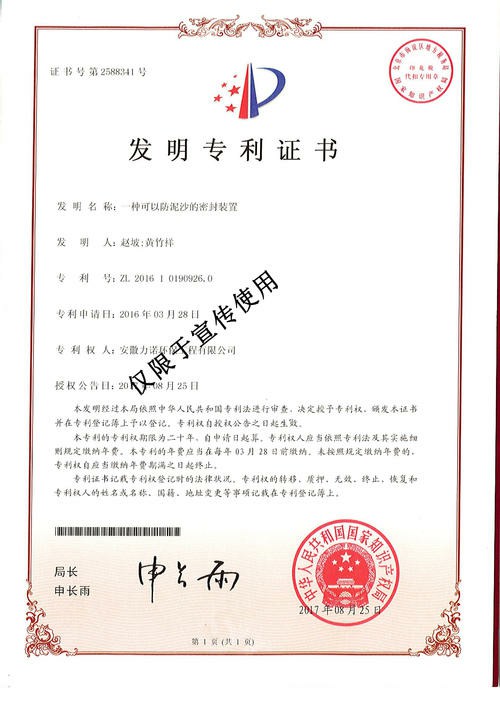 证书号第2588341号
发明专利证书
发 明 名 称：一种可以防泥沙的密封装置
发 明 人：赵坡;黄竹祥
专 利 号：ZL 2016 1 0190926.0
专利申请日：2016年03月28日
专 利 权 人：安徽力诺环保工程有限公司
授权公告日：2017年08月25日
仅限于宣传使用
本发明经过本局依照中华人民共和国专利法进行审查，决定授予专利权，颁发本证书
并在专利登记簿上予以登记。专利权自授权公告之日起生效。
本专利的专利权期限为二十年，自申请日起算。专利权人应当依照专利法及其实施细
则规定缴纳年费。本专利的年费应当在每年03月28日前缴纳。未按照规定缴纳年费的，
专利权自应当缴纳年费期满之日起终止。
专利证书记载专利权登记时的法律状况。专利权的转移、质押、无效、终止、恢复和
专利权人的姓名或名称、国籍、地址变更等事项记载在专利登记簿上。
局长
申长雨
申长雨
中华人民共和国国家知识产权局
2017年08月25日
第1页(共1页)